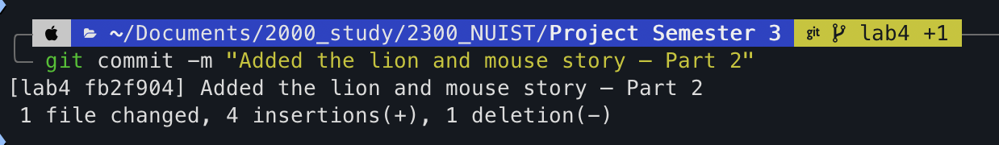 ~/Documents/2000_study/2300_NUIST/Project Semester 3 git lab4 +1
git commit -m "Added the lion and mouse story - Part 2"
[lab4 fb2f904] Added the lion and mouse story - Part 2
1 file changed, 4 insertions(+), 1 deletion(-)